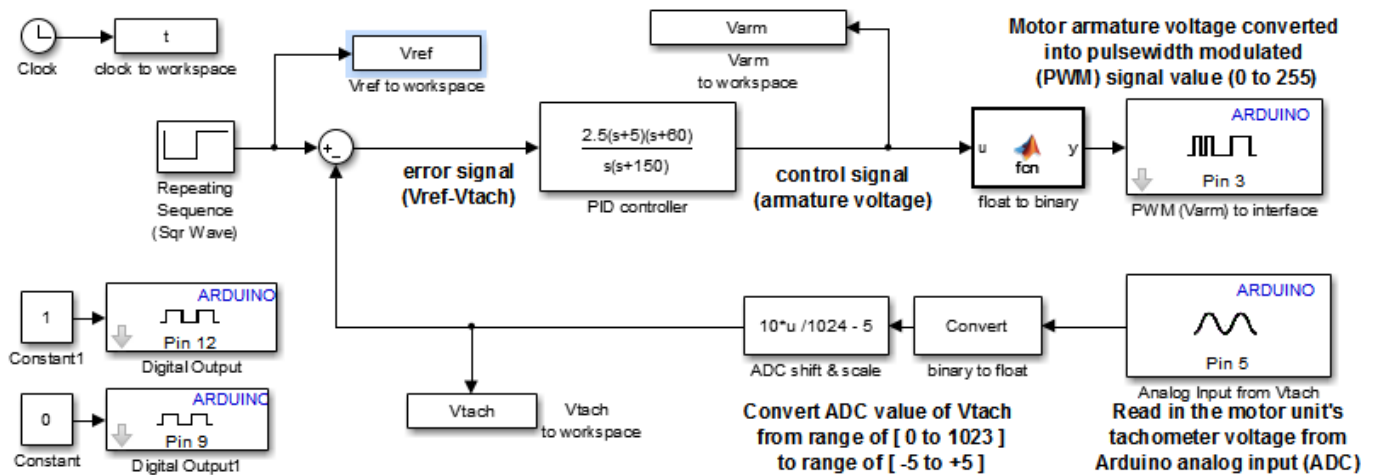 t
Clock
clock to workspace
Vref
Vref to workspace
Varm
Varm
to workspace
Motor armature voltage converted
into pulsewidth modulated
(PWM) signal value (0 to 255)
Repeating
Sequence
(Sqr Wave)
+
-
error signal
(Vref-Vtach)
2.5(s+5)(s+60)
s(s+150)
PID controller
control signal
(armature voltage)
u
y
fcn
float to binary
ARDUINO
Pin 3
PWM (Varm) to interface
1
Constant1
ARDUINO
Pin 12
Digital Output
0
Constant
ARDUINO
Pin 9
Digital Output1
Vtach
Vtach
to workspace
10*u /1024 - 5
ADC shift & scale
Convert ADC value of Vtach
from range of [ 0 to 1023 ]
to range of [ -5 to +5 ]
Convert
binary to float
ARDUINO
Pin 5
Analog Input from Vtach
Read in the motor unit's
tachometer voltage from
Arduino analog input (ADC)